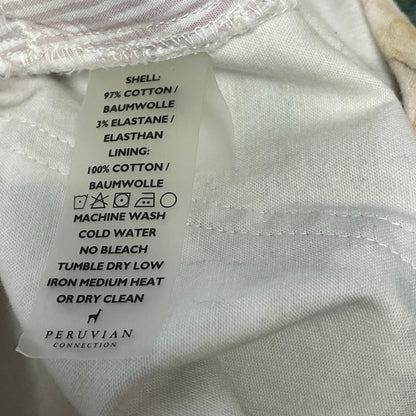 SHELL:
97% COTTON /
BAUMWOLLE
3% ELASTANE /
ELASTHAN
LINING:
100% COTTON /
BAUMWOLLE
MACHINE WASH
COLD WATER
NO BLEACH
TUMBLE DRY LOW
IRON MEDIUM HEAT
OR DRY CLEAN
PERUVIAN
CONNECTION